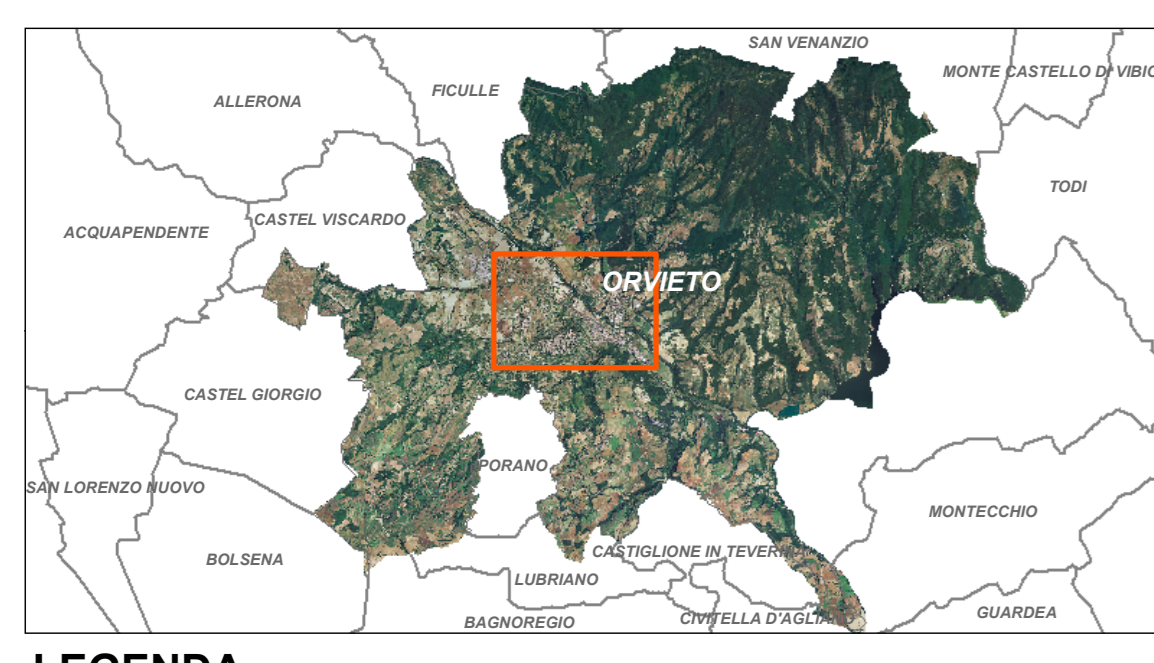 SAN VENANZIO
MONTE CASTELLO DI VIBIO
FICULLE
ALLERONA
TODI
CASTEL VISCARDO
ACQUAPENDENTE
ORVIETO
CASTEL GIORGIO
PORANO
SAN LORENZO NUOVO
MONTECCHIO
CASTIGLIONE IN TEVERINA
BOLSENA
LUBRIANO
GUARDEA
CIVITELLA D'AGLIANO
BAGNOREGIO
LEGENDA